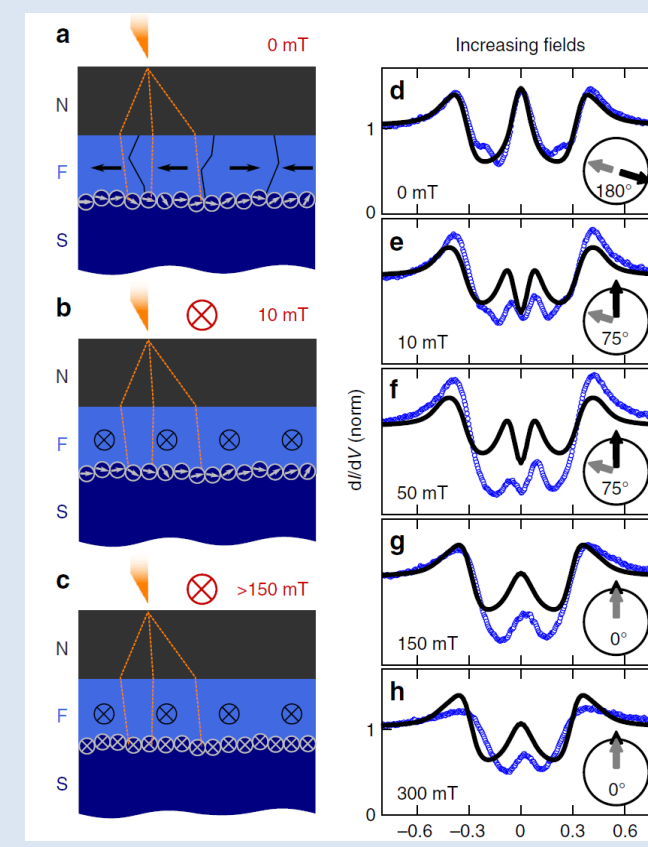 a
0 mT
N
F
S
b
10 mT
N
F
S
c
>150 mT
N
F
S
Increasing fields
dI/dV (norm)
d
1
0 mT
180°
0
e
10 mT
75°
f
50 mT
75°
g
150 mT
0°
h
1
300 mT
0°
0
−0.6 −0.3 0 0.3 0.6